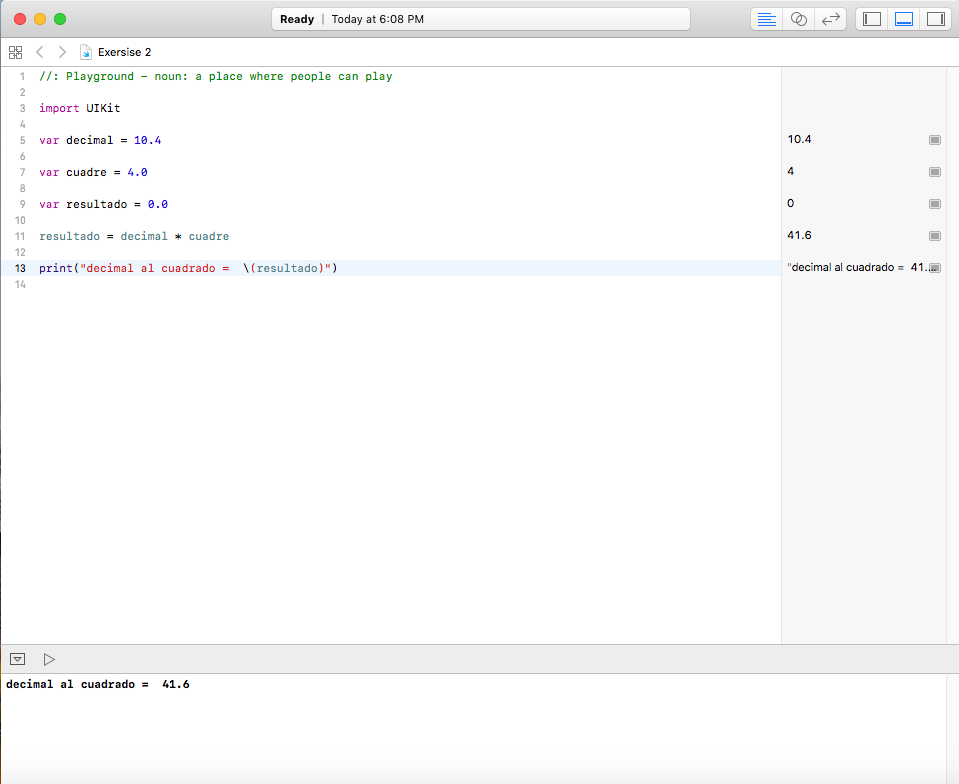 Ready | Today at 6:08 PM
Exersise 2
1 //: Playground - noun: a place where people can play
2
3 import UIKit
4
5 var decimal = 10.4 10.4
6
7 var cuadre = 4.0 4
8
9 var resultado = 0.0 0
10
11 resultado = decimal * cuadre 41.6
12
13 print("decimal al cuadrado =  \(resultado)") "decimal al cuadrado =  41...
14
decimal al cuadrado =  41.6